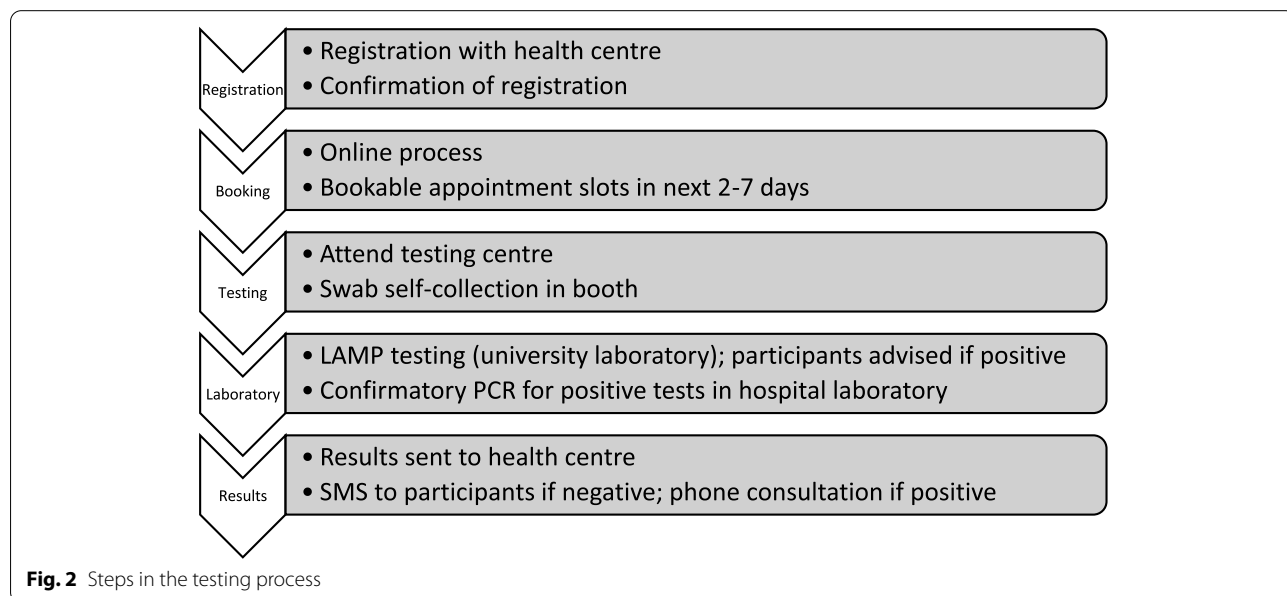 Registration
• Registration with health centre
• Confirmation of registration
Booking
• Online process
• Bookable appointment slots in next 2-7 days
Testing
• Attend testing centre
• Swab self-collection in booth
Laboratory
• LAMP testing (university laboratory); participants advised if positive
• Confirmatory PCR for positive tests in hospital laboratory
Results
• Results sent to health centre
• SMS to participants if negative; phone consultation if positive
Fig. 2 Steps in the testing process